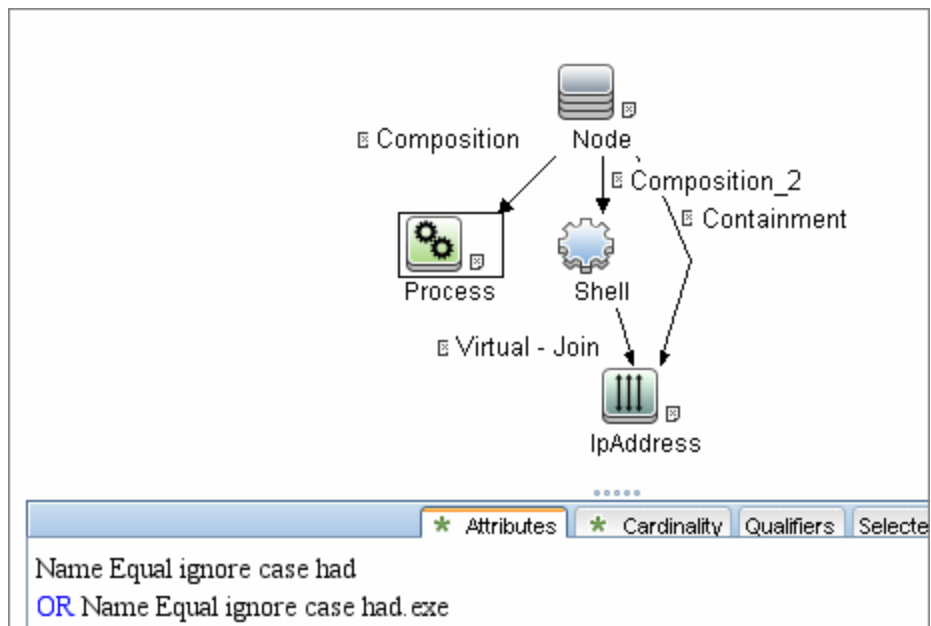 Node
Composition
Composition_2
Containment
Process
Shell
Virtual - Join
IpAddress
Attributes Cardinality Qualifiers Selecte
Name Equal ignore case had
OR Name Equal ignore case had.exe